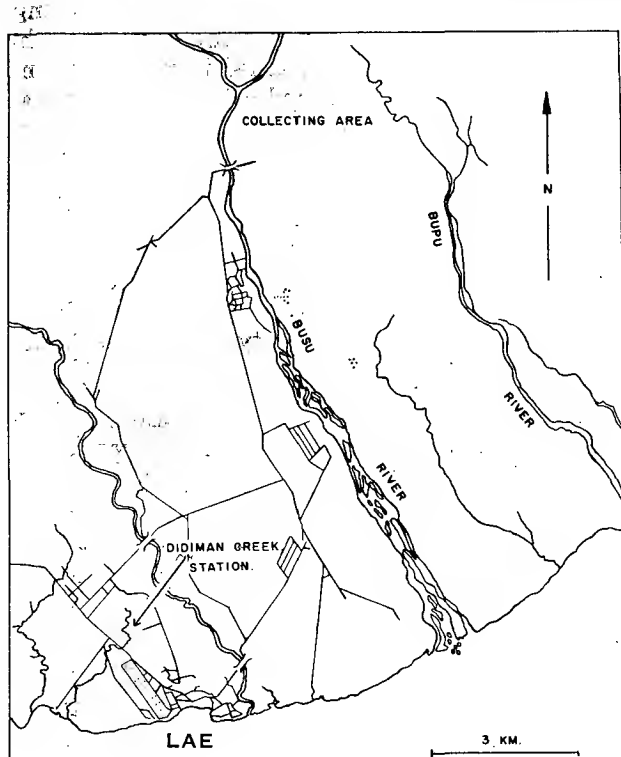 COLLECTING AREA
N
BUPU
RIVER
BUSU
RIVER
DIDIMAN CREEK
STATION.
LAE
3 KM.